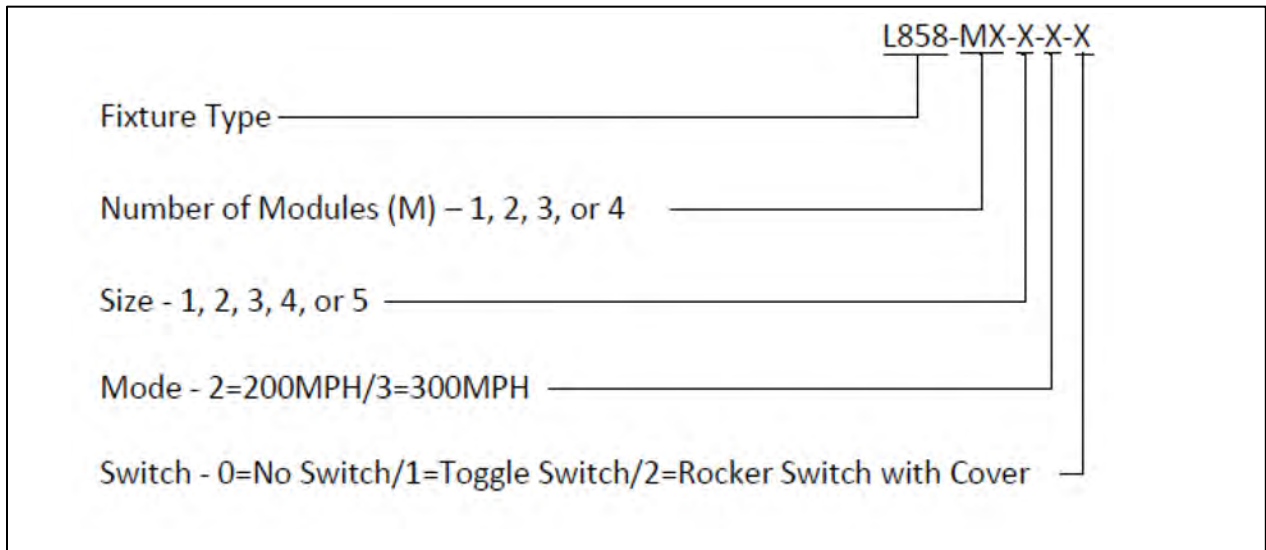 L858-MX-X-X-X
Fixture Type
Number of Modules (M) – 1, 2, 3, or 4
Size - 1, 2, 3, 4, or 5
Mode - 2=200MPH/3=300MPH
Switch - 0=No Switch/1=Toggle Switch/2=Rocker Switch with Cover